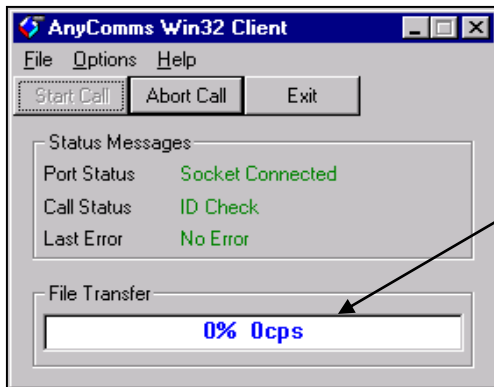 AnyComms Win32 Client
File Options Help
Start Call Abort Call Exit
Status Messages
Port Status Socket Connected
Call Status ID Check
Last Error No Error
File Transfer
0% 0cps